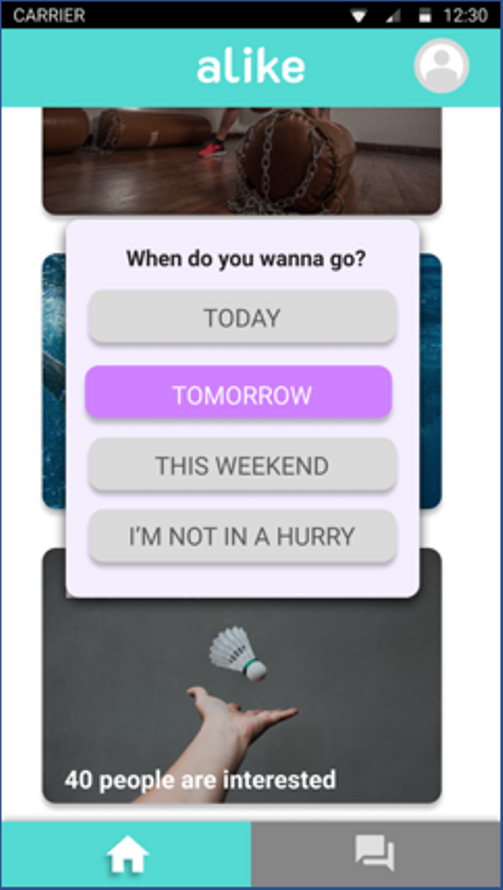 CARRIER 12:30
alike
When do you wanna go?
TODAY
TOMORROW
THIS WEEKEND
I’M NOT IN A HURRY
40 people are interested